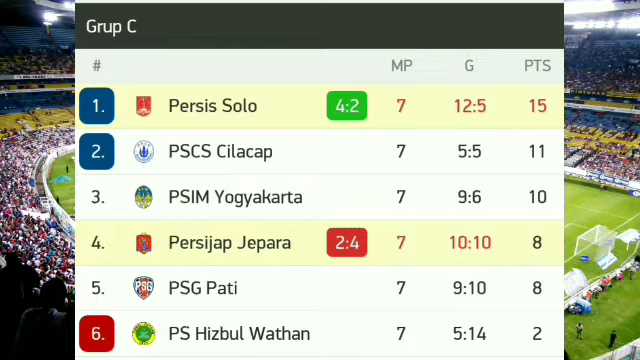 Grup C
# MP G PTS
1. Persis Solo 4:2 7 12:5 15
2. PSCS Cilacap 7 5:5 11
3. PSIM Yogyakarta 7 9:6 10
4. Persijap Jepara 2:4 7 10:10 8
5. PSG PSG Pati 7 9:10 8
6. PS Hizbul Wathan 7 5:14 2